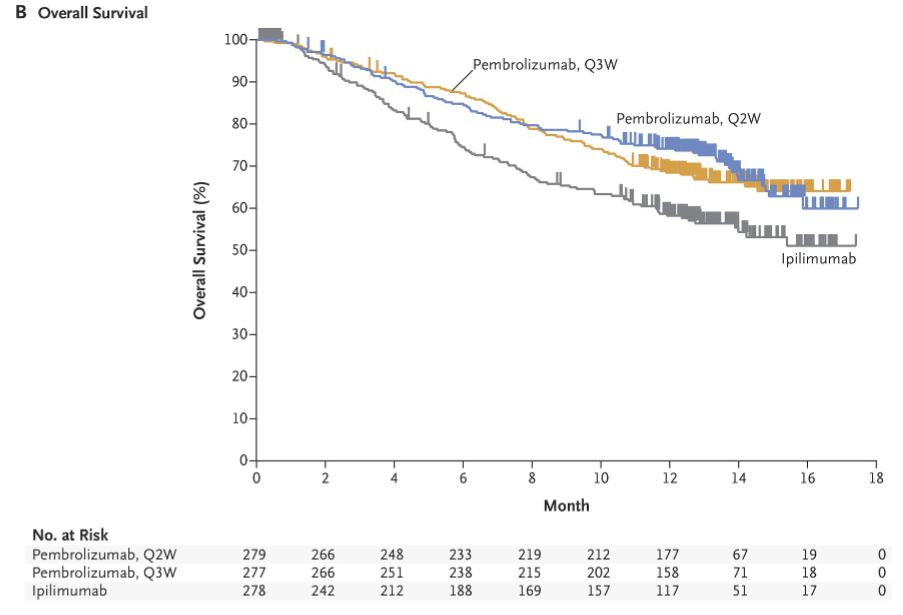 B Overall Survival
100
90
80
70
60
50
40
30
20
10
0
Overall Survival (%)
Pembrolizumab, Q3W
Pembrolizumab, Q2W
Ipilimumab
0 2 4 6 8 10 12 14 16 18
Month
No. at Risk
Pembrolizumab, Q2W 279 266 248 233 219 212 177 67 19 0
Pembrolizumab, Q3W 277 266 251 238 215 202 158 71 18 0
Ipilimumab 278 242 212 188 169 157 117 51 17 0